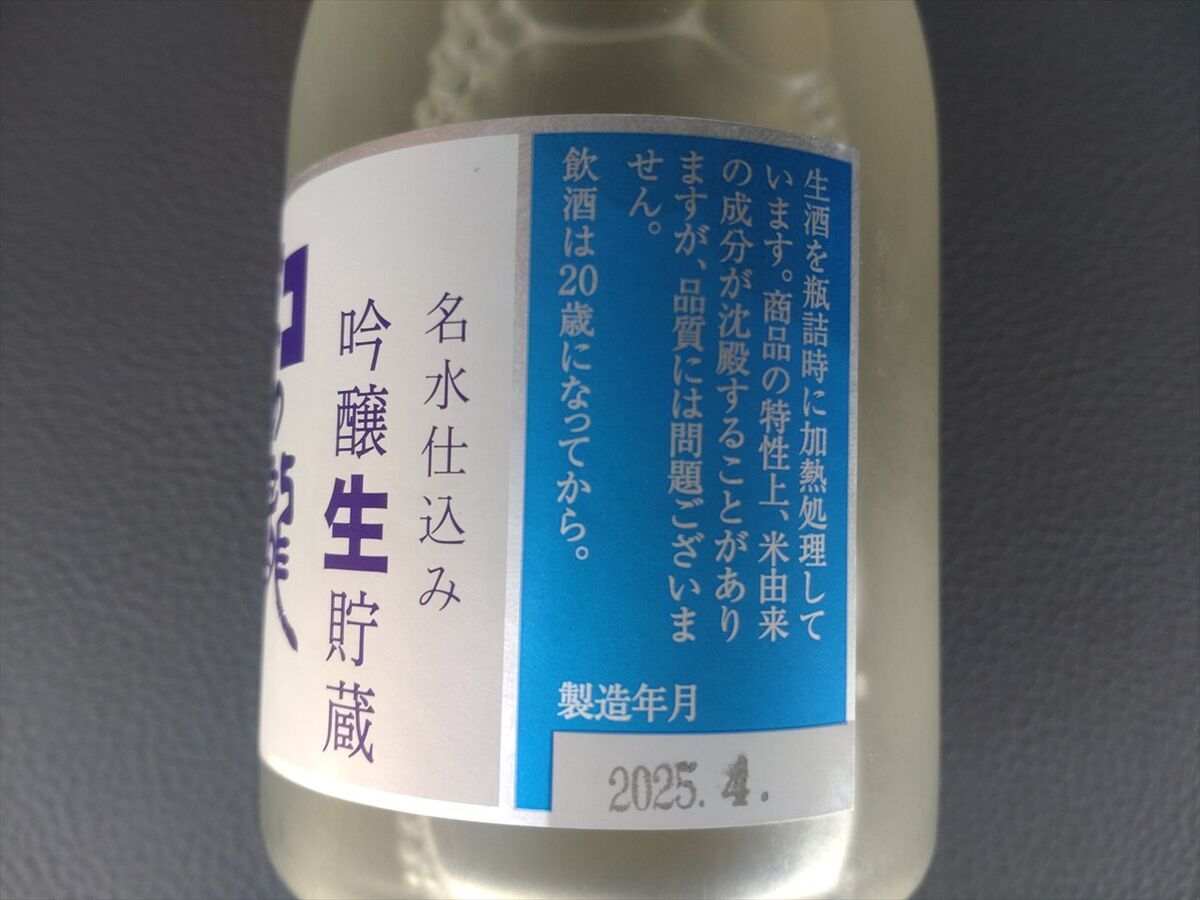 生酒を瓶詰時に加熱処理して
います。商品の特性上、米由来
の成分が沈殿することがあり
ますが、品質には問題ございま
せん。
飲酒は20歳になってから。
製造年月
2025. 4.
名水仕込み
吟醸生貯蔵